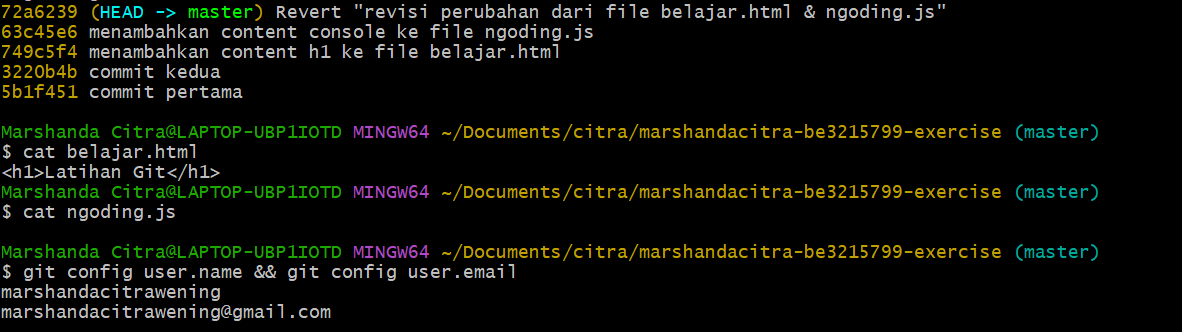 72a6239 (HEAD -> master) Revert "revisi perubahan dari file belajar.html & ngoding.js"
63c45e6 menambahkan content console ke file ngoding.js
749c5f4 menambahkan content h1 ke file belajar.html
3220b4b commit kedua
5b1f451 commit pertama
Marshanda Citra@LAPTOP-UBP1IOTD MINGW64 ~/Documents/citra/marshandacitra-be3215799-exercise (master)
$ cat belajar.html
<h1>Latihan Git</h1>
Marshanda Citra@LAPTOP-UBP1IOTD MINGW64 ~/Documents/citra/marshandacitra-be3215799-exercise (master)
$ cat ngoding.js
Marshanda Citra@LAPTOP-UBP1IOTD MINGW64 ~/Documents/citra/marshandacitra-be3215799-exercise (master)
$ git config user.name && git config user.email
marshandacitrawening
marshandacitrawening@gmail.com